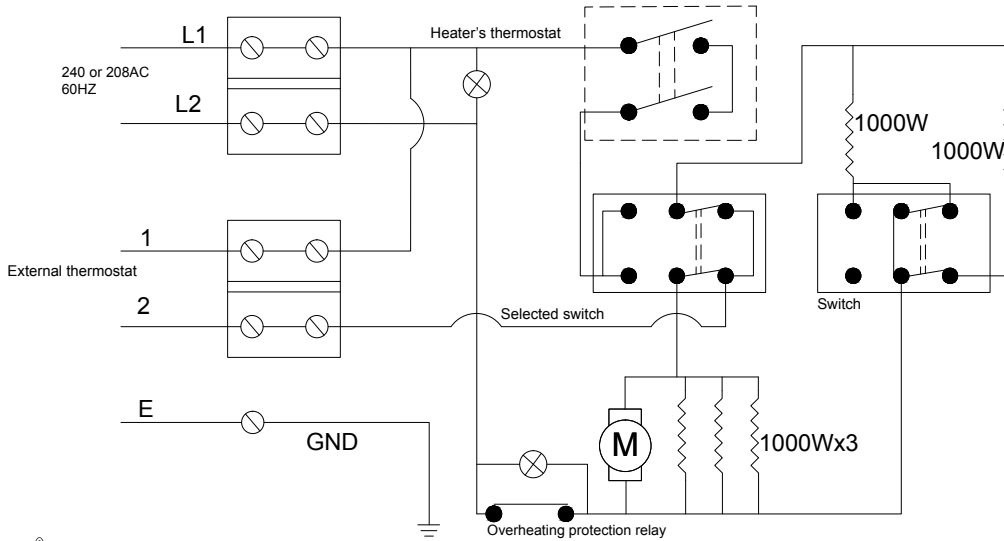 L1
Heater's thermostat
240 or 208AC
60HZ
L2
1000W
1000W
1
External thermostat
2
Selected switch
Switch
E
GND
M
1000Wx3
Overheating protection relay